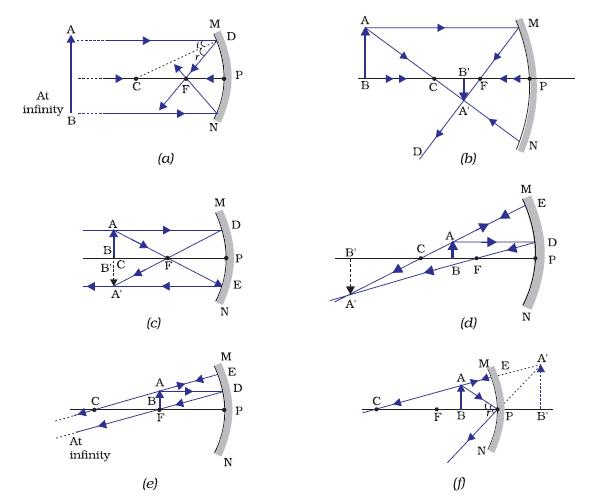 M
A D
i
r
C F P
At
infinity
B N
(a)
A M
B' 
B C F P
A'
N
D
(b)
M
A D
B
B' C F P
A' E
N
(c)
M
E
A
B' C D
B F P
A'
N
(d)
M
E
A
D
C B
F P
At
infinity
N
(e)
M E A'
A
C
F B r P B'
N
(f)